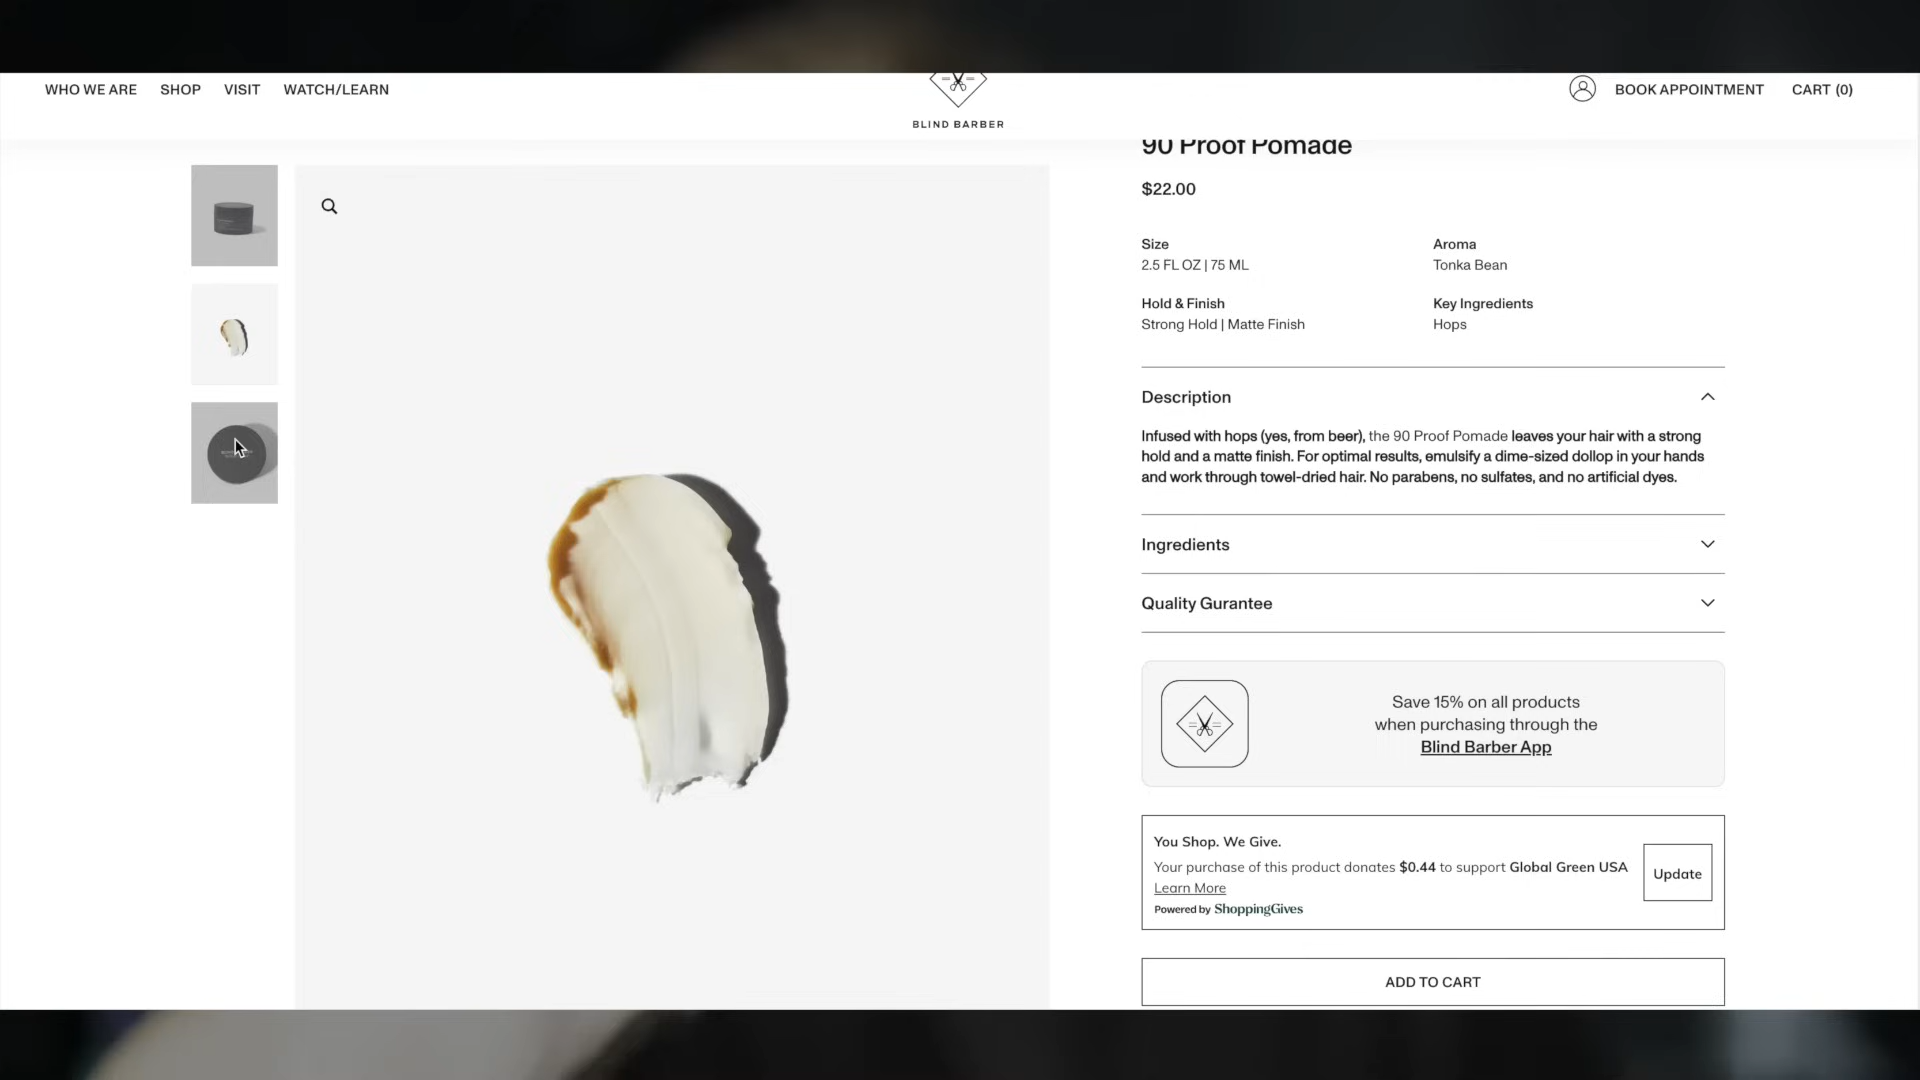 WHO WE ARE SHOP VISIT WATCH/LEARN
BLIND BARBER
BOOK APPOINTMENT CART (0)
90 Proof Pomade
$22.00
Size
2.5 FL OZ | 75 ML
Aroma
Tonka Bean
Hold & Finish
Strong Hold | Matte Finish
Key Ingredients
Hops
Description
Infused with hops (yes, from beer), the 90 Proof Pomade leaves your hair with a strong
hold and a matte finish. For optimal results, emulsify a dime-sized dollop in your hands
and work through towel-dried hair. No parabens, no sulfates, and no artificial dyes.
Ingredients
Quality Gurantee
Save 15% on all products
when purchasing through the
Blind Barber App
You Shop. We Give.
Your purchase of this product donates $0.44 to support Global Green USA
Learn More
Powered by ShoppingGives
Update
ADD TO CART